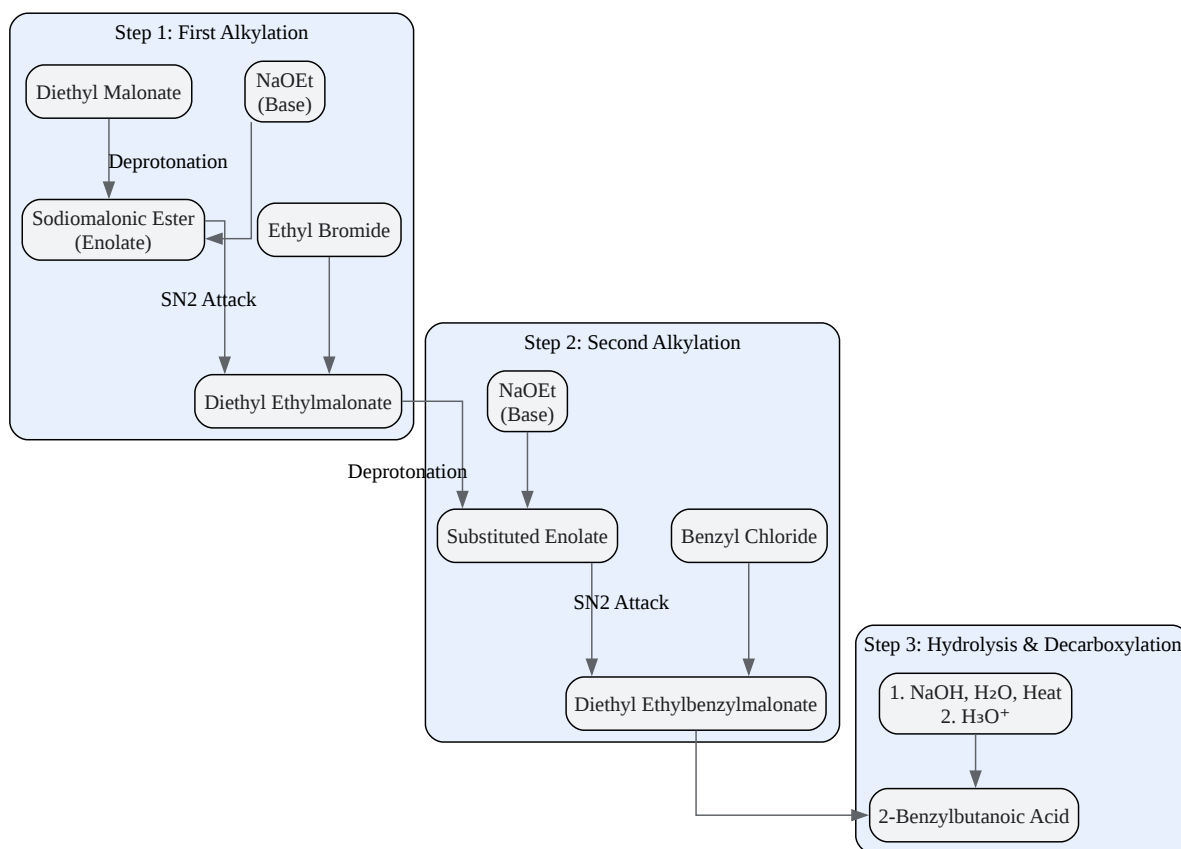 Step 1: First Alkylation
Diethyl Malonate
NaOEt
(Base)
Deprotonation
Sodiomalonic Ester
(Enolate)
Ethyl Bromide
SN2 Attack
Diethyl Ethylmalonate
Step 2: Second Alkylation
NaOEt
(Base)
Deprotonation
Substituted Enolate
Benzyl Chloride
SN2 Attack
Diethyl Ethylbenzylmalonate
Step 3: Hydrolysis & Decarboxylation
1. NaOH, H₂O, Heat
2. H₃O⁺
2-Benzylbutanoic Acid